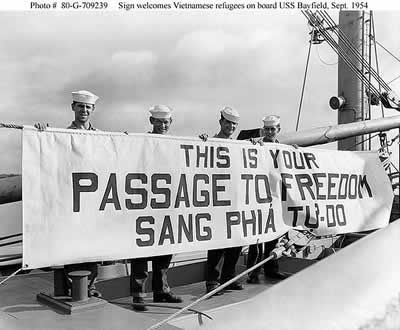 Photo # 80-G-709239 Sign welcomes Vietnamese refugees on board USS Bayfield, Sept. 1954
THIS IS YOUR
PASSAGE TO FREEDOM
SANG PHIÁ TỰ-DO